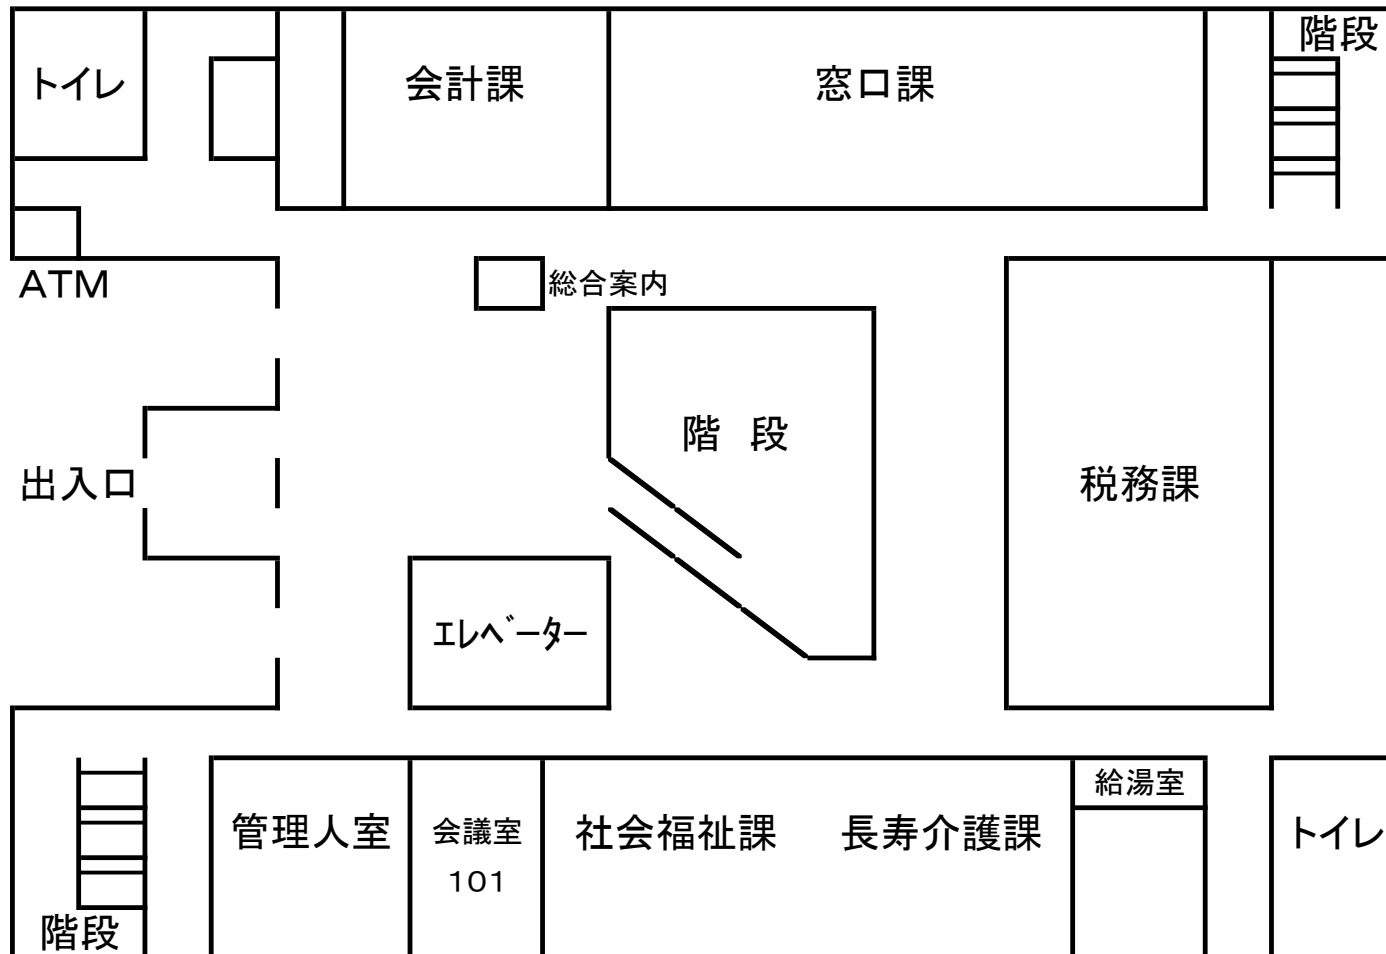 階段
トイレ
会計課
窓口課
ATM
総合案内
階 段
出入口
税務課
エレベーター
給湯室
管理人室
会議室
101
社会福祉課
長寿介護課
トイレ
階段